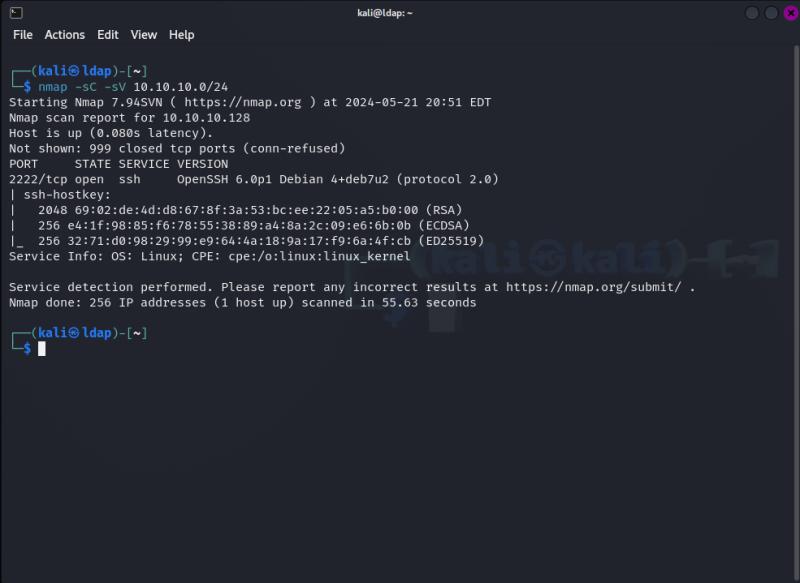 kali@ldap: ~
File Actions Edit View Help
┌──(kali㉿ldap)-[~]
└─$ nmap -sC -sV 10.10.10.0/24
Starting Nmap 7.94SVN ( https://nmap.org ) at 2024-05-21 20:51 EDT
Nmap scan report for 10.10.10.128
Host is up (0.080s latency).
Not shown: 999 closed tcp ports (conn-refused)
PORT     STATE SERVICE VERSION
2222/tcp open  ssh     OpenSSH 6.0p1 Debian 4+deb7u2 (protocol 2.0)
| ssh-hostkey:
|   2048 69:02:de:4d:d8:67:8f:3a:53:bc:ee:22:05:a5:b0:00 (RSA)
|   256 e4:1f:98:85:f6:78:55:38:89:a4:8a:2c:09:e6:6b:0b (ECDSA)
|_  256 32:71:d0:98:29:99:e9:64:4a:18:9a:17:f9:6a:4f:cb (ED25519)
Service Info: OS: Linux; CPE: cpe:/o:linux:linux_kernel
(kali㉿kali)-[~]
Service detection performed. Please report any incorrect results at https://nmap.org/submit/ .
Nmap done: 256 IP addresses (1 host up) scanned in 55.63 seconds
┌──(kali㉿ldap)-[~]
└─$